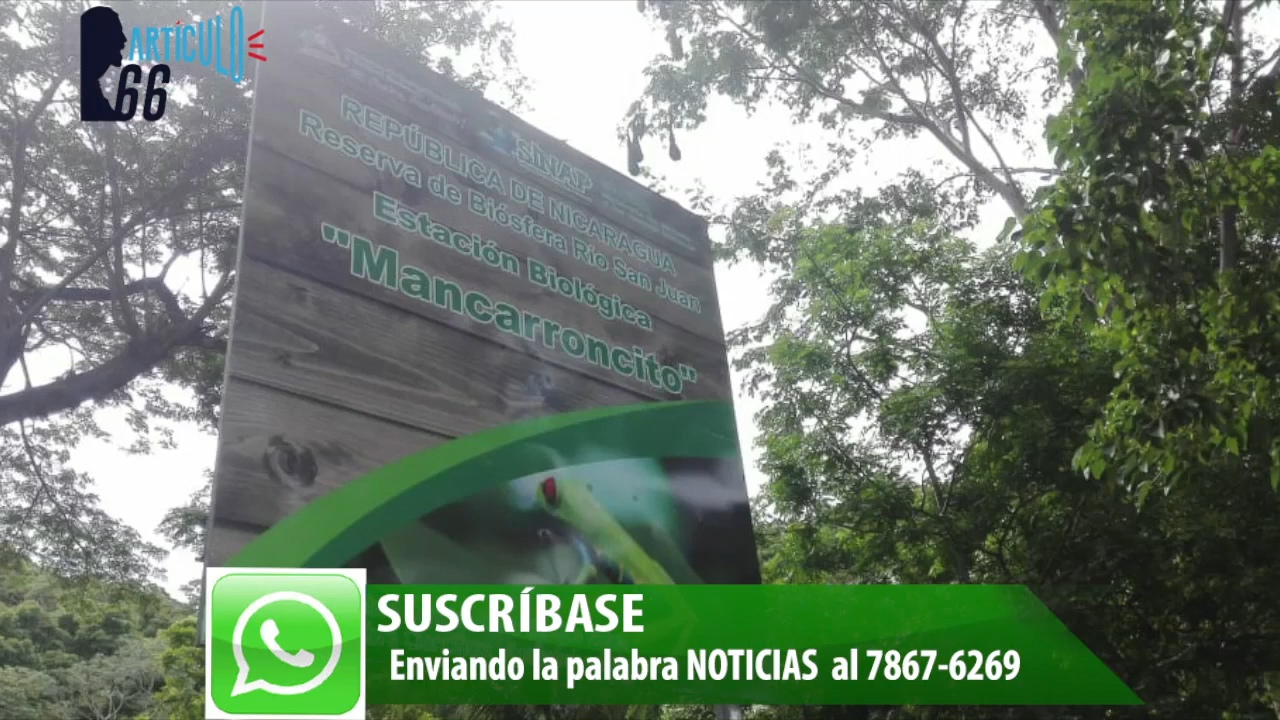 ARTÍCULO
66
SINAP
REPÚBLICA DE NICARAGUA
Reserva de Biósfera Río San Juan
Estación Biológica
"Mancarroncito"
SUSCRÍBASE
Enviando la palabra NOTICIAS al 7867-6269